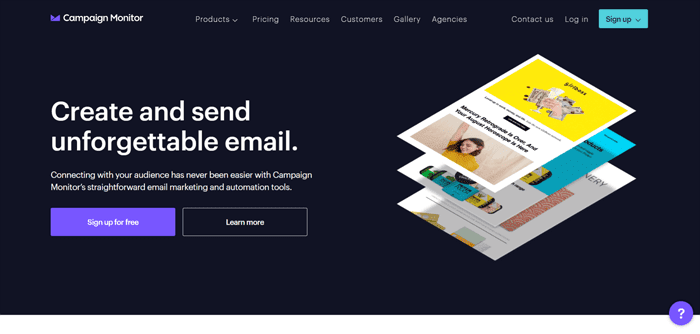 Campaign Monitor
Products
Pricing
Resources
Customers
Gallery
Agencies
Contact us
Log in
Sign up
Create and send
unforgettable email.
Connecting with your audience has never been easier with Campaign
Monitor's straightforward email marketing and automation tools.
Sign up for free
Learn more
girlboss
Mercury Retrograde is Over And
Your August Horoscope is Here
?